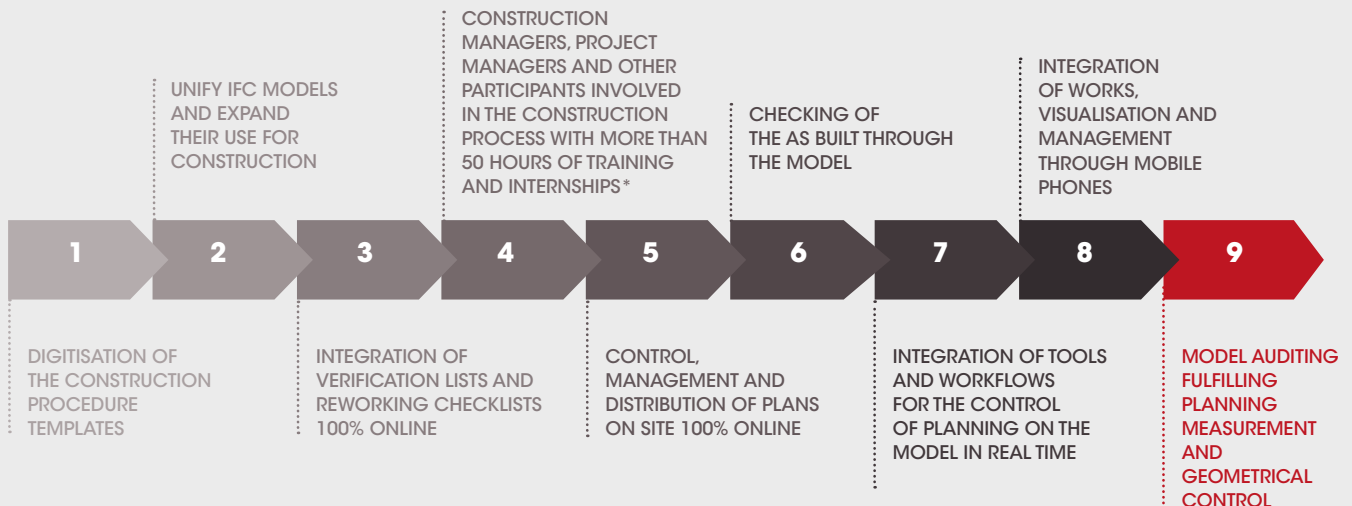 CONSTRUCTION
MANAGERS, PROJECT
MANAGERS AND OTHER
PARTICIPANTS INVOLVED
IN THE CONSTRUCTION
PROCESS WITH MORE THAN
50 HOURS OF TRAINING
AND INTERNSHIPS*
UNIFY IFC MODELS
AND EXPAND
THEIR USE FOR
CONSTRUCTION
CHECKING OF
THE AS BUILT THROUGH
THE MODEL
INTEGRATION
OF WORKS,
VISUALISATION AND
MANAGEMENT
THROUGH MOBILE
PHONES
1 2 3 4 5 6 7 8 9
DIGITISATION OF
THE CONSTRUCTION
PROCEDURE
TEMPLATES
INTEGRATION OF
VERIFICATION LISTS AND
REWORKING CHECKLISTS
100% ONLINE
CONTROL,
MANAGEMENT AND
DISTRIBUTION OF PLANS
ON SITE 100% ONLINE
INTEGRATION OF TOOLS
AND WORKFLOWS
FOR THE CONTROL
OF PLANNING ON THE
MODEL IN REAL TIME
MODEL AUDITING
FULFILLING
PLANNING
MEASUREMENT
AND
GEOMETRICAL
CONTROL